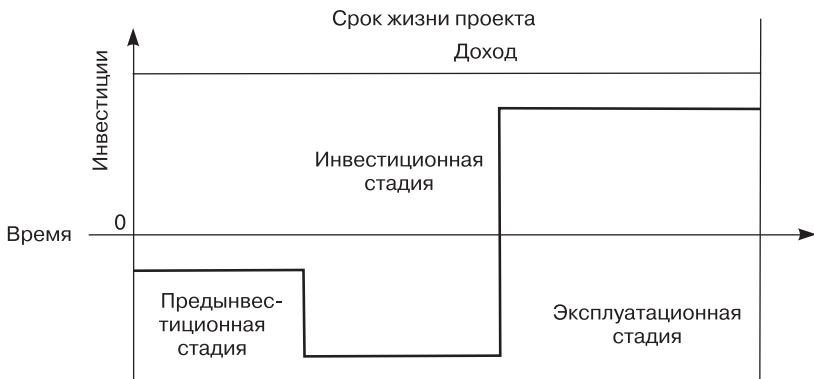 Срок жизни проекта
Доход
Инвестиции
Инвестиционная
стадия
0
Время
Предынвес-
тиционная
стадия
Эксплуатационная
стадия